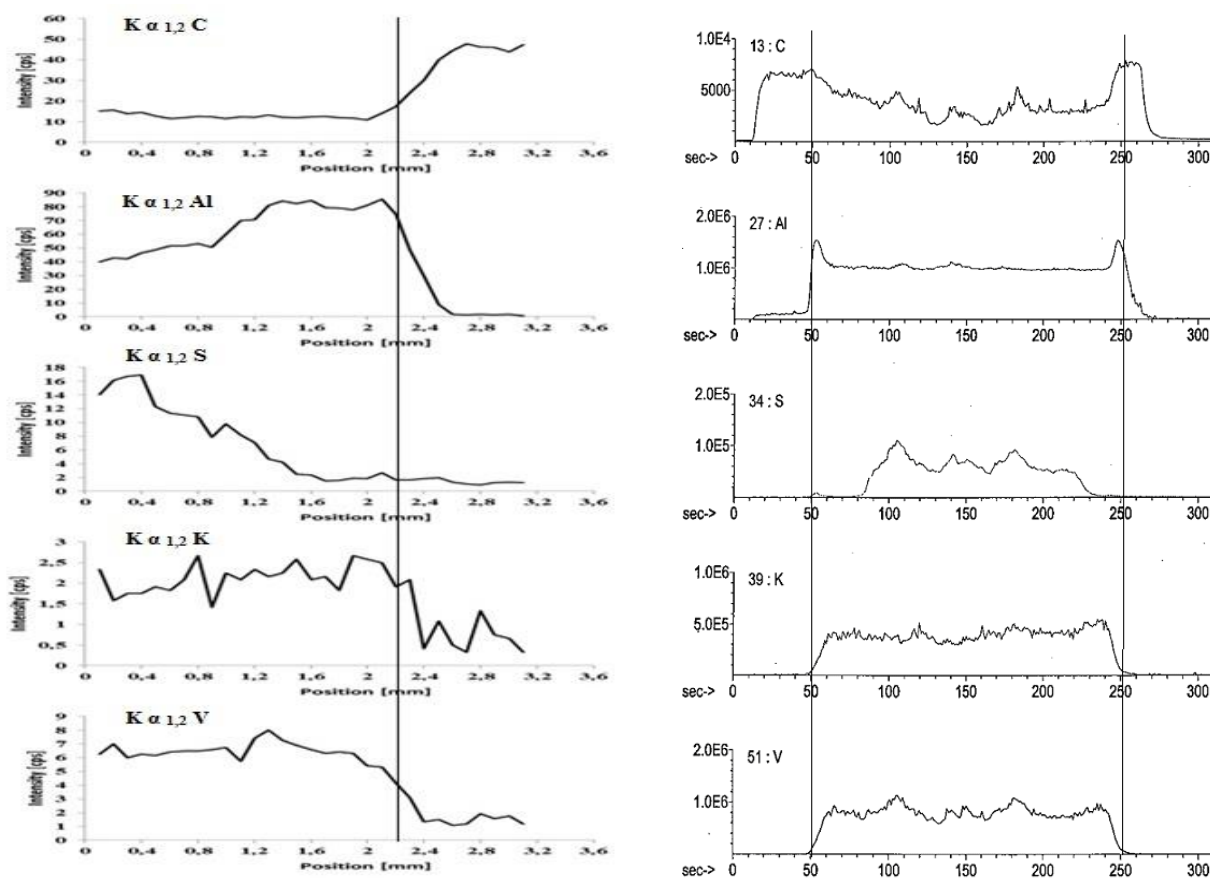 K α 1,2 C
Intensity [cps]
60
50
40
30
20
10
0
0 0,4 0,8 1,2 1,6 2 2,4 2,8 3,2 3,6
Position [mm]
K α 1,2 Al
Intensity [cps]
90
80
70
60
50
40
30
20
10
0
0 0,4 0,8 1,2 1,6 2 2,4 2,8 3,2 3,6
Position [mm]
K α 1,2 S
Intensity [cps]
18
16
14
12
10
8
6
4
2
0
0 0,4 0,8 1,2 1,6 2 2,4 2,8 3,2 3,6
Position [mm]
K α 1,2 K
Intensity [cps]
3
2,5
2
1,5
1
0,5
0
0 0,4 0,8 1,2 1,6 2 2,4 2,8 3,2 3,6
Position [mm]
K α 1,2 V
Intensity [cps]
9
8
7
6
5
4
3
2
1
0
0 0,4 0,8 1,2 1,6 2 2,4 2,8 3,2 3,6
Position [mm]
1.0E4
13 : C
5000
sec-> 0 50 100 150 200 250 300
2.0E6
27 : Al
1.0E6
sec-> 0 50 100 150 200 250 300
2.0E5
34 : S
1.0E5
sec-> 0 50 100 150 200 250 300
1.0E6
39 : K
5.0E5
sec-> 0 50 100 150 200 250 300
2.0E6
51: V
1.0E6
sec-> 0 50 100 150 200 250 300